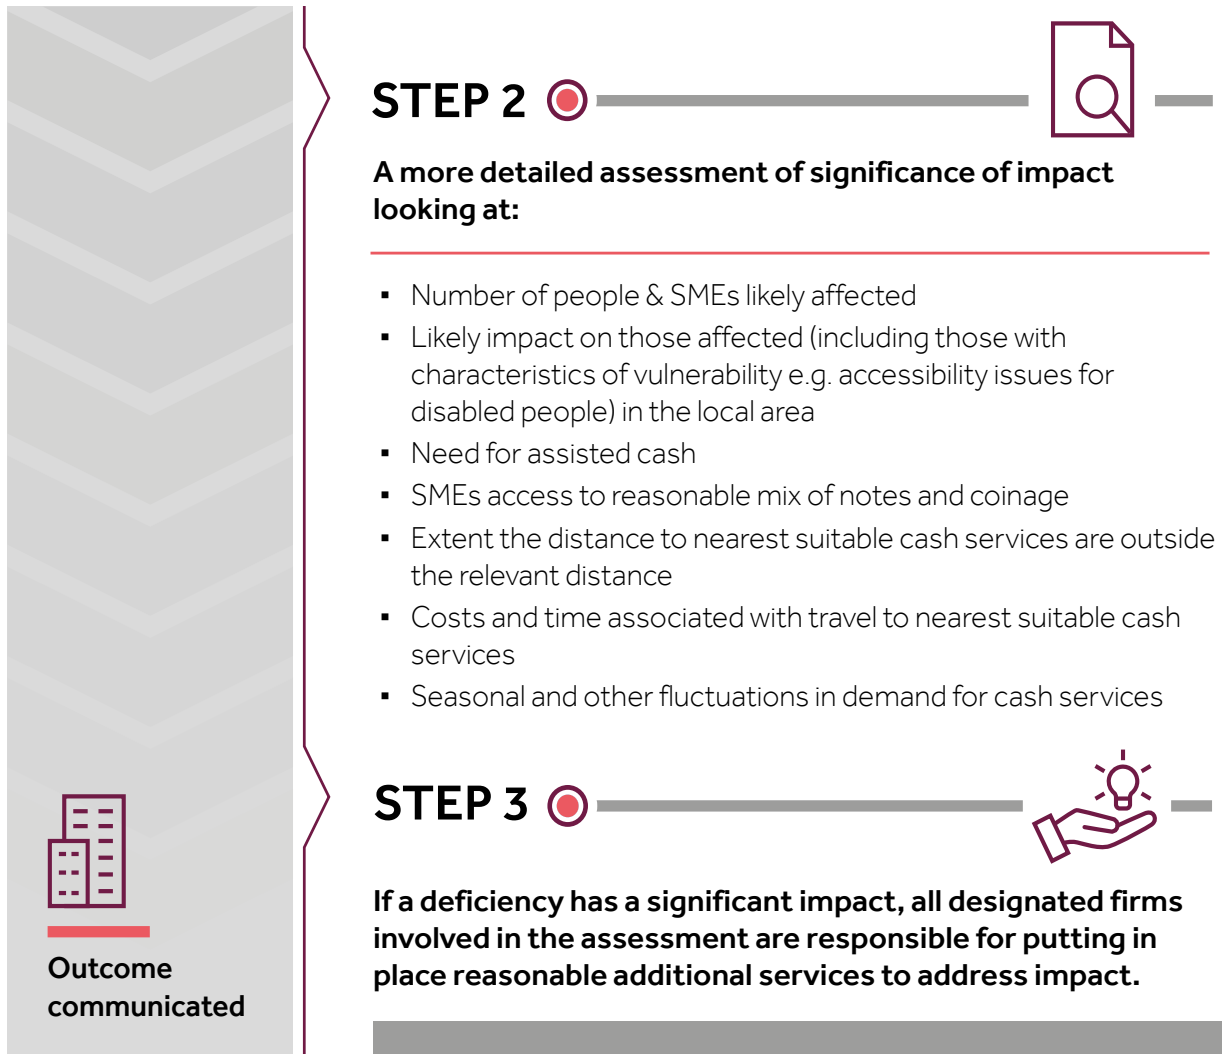 STEP 2
A more detailed assessment of significance of impact
looking at:
▪ Number of people & SMEs likely affected
▪ Likely impact on those affected (including those with
characteristics of vulnerability e.g. accessibility issues for
disabled people) in the local area
▪ Need for assisted cash
▪ SMEs access to reasonable mix of notes and coinage
▪ Extent the distance to nearest suitable cash services are outside
the relevant distance
▪ Costs and time associated with travel to nearest suitable cash
services
▪ Seasonal and other fluctuations in demand for cash services
STEP 3
If a deficiency has a significant impact, all designated firms
involved in the assessment are responsible for putting in
place reasonable additional services to address impact.
Outcome
communicated